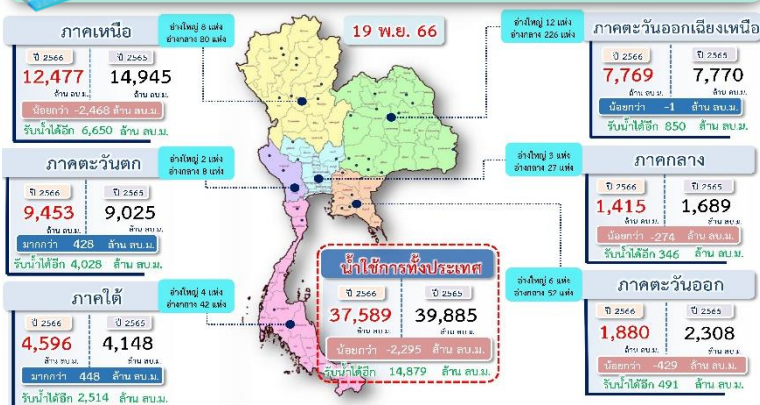 19 พ.ย. 66
ภาคเหนือ
อ่างใหญ่ 8 แห่ง
อ่างกลาง 80 แห่ง
ปี 2566 ปี 2565
12,477 14,945
ล้าน ลบ.ม. ล้าน ลบ.ม.
น้อยกว่า -2,468 ล้าน ลบ.ม.
รับน้ำได้อีก 6,650 ล้าน ลบ.ม.
ภาคตะวันออกเฉียงเหนือ
อ่างใหญ่ 12 แห่ง
อ่างกลาง 226 แห่ง
ปี 2566 ปี 2565
7,769 7,770
ล้าน ลบ.ม. ล้าน ลบ.ม.
น้อยกว่า -1 ล้าน ลบ.ม.
รับน้ำได้อีก 850 ล้าน ลบ.ม.
ภาคตะวันตก
อ่างใหญ่ 2 แห่ง
อ่างกลาง 8 แห่ง
ปี 2566 ปี 2565
9,453 9,025
ล้าน ลบ.ม. ล้าน ลบ.ม.
มากกว่า 428 ล้าน ลบ.ม.
รับน้ำได้อีก 4,028 ล้าน ลบ.ม.
ภาคกลาง
อ่างใหญ่ 3 แห่ง
อ่างกลาง 27 แห่ง
ปี 2566 ปี 2565
1,415 1,689
ล้าน ลบ.ม. ล้าน ลบ.ม.
น้อยกว่า -274 ล้าน ลบ.ม.
รับน้ำได้อีก 346 ล้าน ลบ.ม.
ภาคใต้
อ่างใหญ่ 4 แห่ง
อ่างกลาง 42 แห่ง
ปี 2566 ปี 2565
4,596 4,148
ล้าน ลบ.ม. ล้าน ลบ.ม.
มากกว่า 448 ล้าน ลบ.ม.
รับน้ำได้อีก 2,514 ล้าน ลบ.ม.
น้ำใช้การทั้งประเทศ
ปี 2566 ปี 2565
37,589 39,885
ล้าน ลบ.ม. ล้าน ลบ.ม.
น้อยกว่า -2,295 ล้าน ลบ.ม.
รับน้ำได้อีก 14,879 ล้าน ลบ.ม.
ภาคตะวันออก
อ่างใหญ่ 6 แห่ง
อ่างกลาง 57 แห่ง
ปี 2566 ปี 2565
1,880 2,308
ล้าน ลบ.ม. ล้าน ลบ.ม.
น้อยกว่า -429 ล้าน ลบ.ม.
รับน้ำได้อีก 491 ล้าน ลบ.ม.